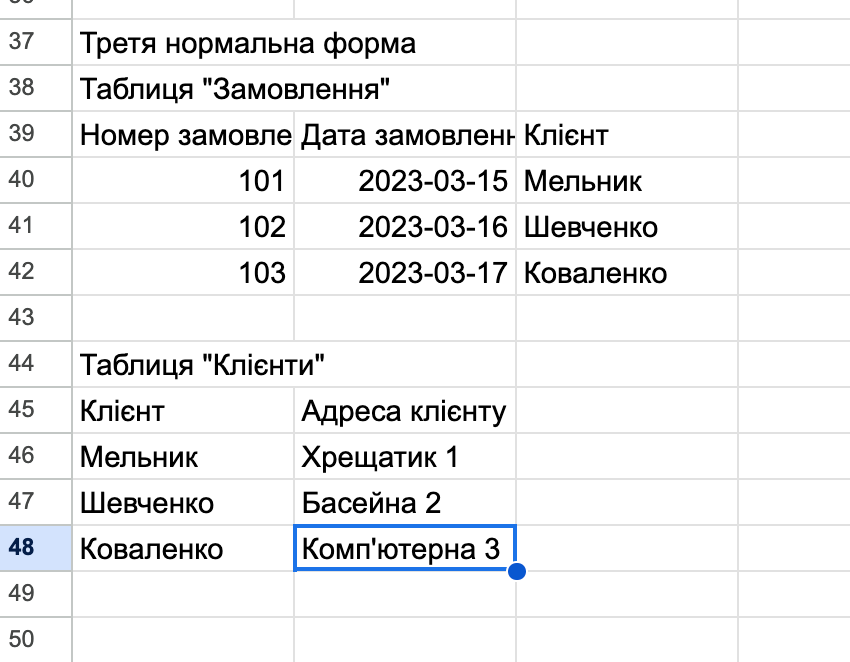 37 Третя нормальна форма
38 Таблиця "Замовлення"
39 Номер замовле Дата замовленн Клієнт
40 101 2023-03-15 Мельник
41 102 2023-03-16 Шевченко
42 103 2023-03-17 Коваленко
43
44 Таблиця "Клієнти"
45 Клієнт Адреса клієнту
46 Мельник Хрещатик 1
47 Шевченко Басейна 2
48 Коваленко Комп'ютерна 3
49
50